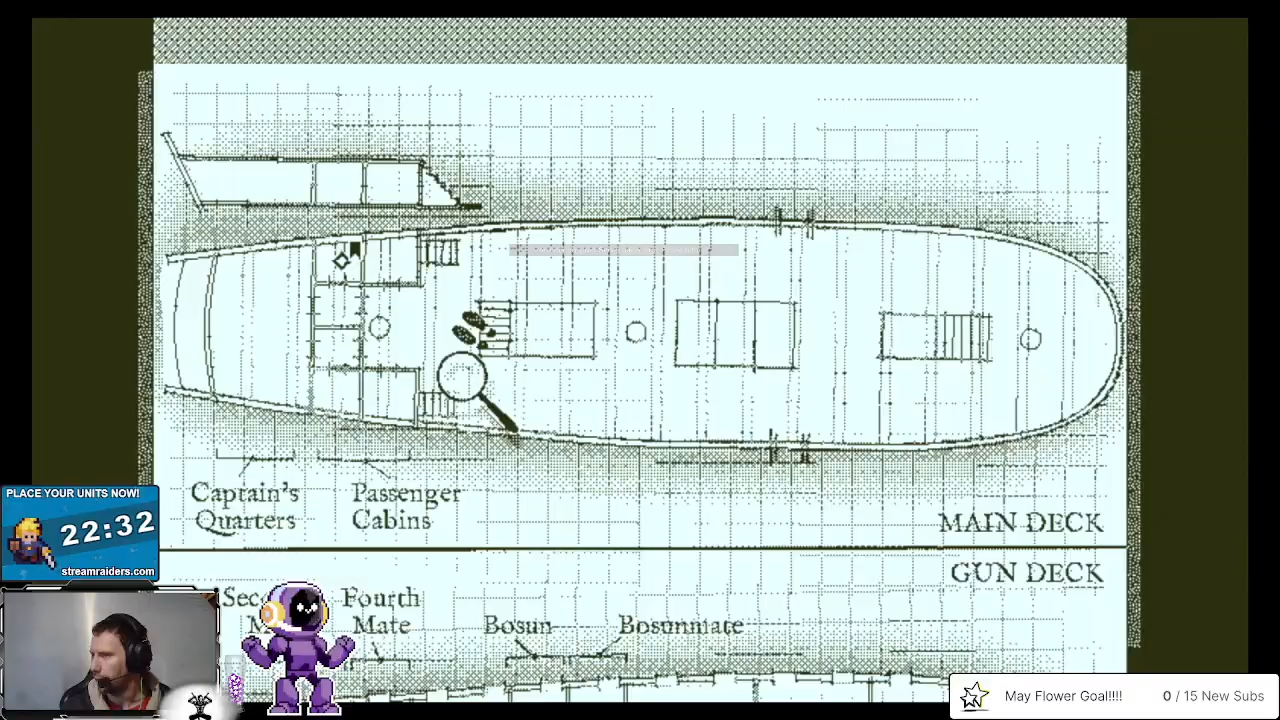 Captain's
Quarters
Passenger
Cabins
MAIN DECK
GUN DECK
Fourth
Mate
Bosun
Bosunmate
PLACE YOUR UNITS NOW!
22:32
streamraiders.com
May Flower Goal!!! 0 / 15 New Subs